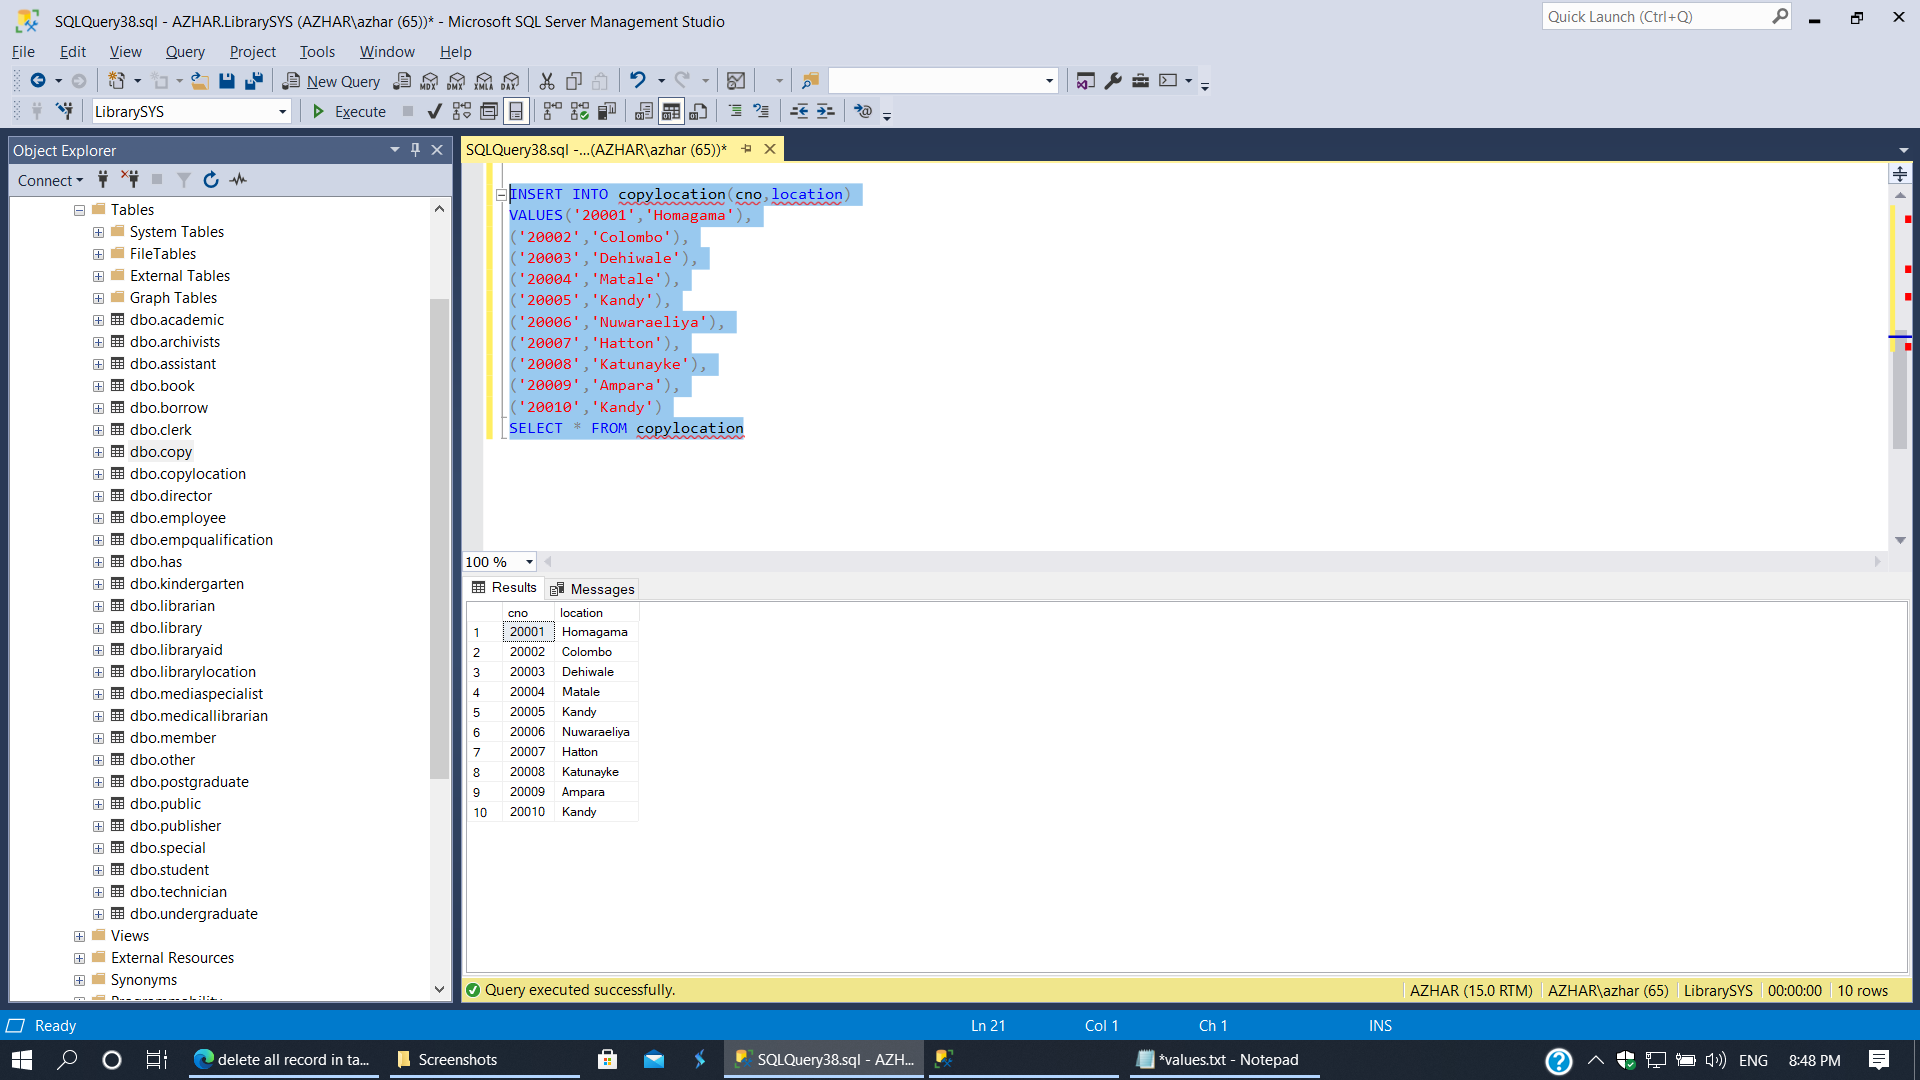 SQLQuery38.sql - AZHAR.LibrarySYS (AZHAR\azhar (65))* - Microsoft SQL Server Management Studio
Quick Launch (Ctrl+Q)
File Edit View Query Project Tools Window Help
New Query MDX DMX XMLA DAX
LibrarySYS Execute
Object Explorer
Connect
Tables
System Tables
FileTables
External Tables
Graph Tables
dbo.academic
dbo.archivists
dbo.assistant
dbo.book
dbo.borrow
dbo.clerk
dbo.copy
dbo.copylocation
dbo.director
dbo.employee
dbo.empqualification
dbo.has
dbo.kindergarten
dbo.librarian
dbo.library
dbo.libraryaid
dbo.librarylocation
dbo.mediaspecialist
dbo.medicallibrarian
dbo.member
dbo.other
dbo.postgraduate
dbo.public
dbo.publisher
dbo.special
dbo.student
dbo.technician
dbo.undergraduate
Views
External Resources
Synonyms
Programmability
SQLQuery38.sql -...(AZHAR\azhar (65))*
INSERT INTO copylocation(cno,location)
VALUES('20001','Homagama'),
('20002','Colombo'),
('20003','Dehiwale'),
('20004','Matale'),
('20005','Kandy'),
('20006','Nuwaraeliya'),
('20007','Hatton'),
('20008','Katunayke'),
('20009','Ampara'),
('20010','Kandy')
SELECT * FROM copylocation
100 %
Results Messages
cno location
1 20001 Homagama
2 20002 Colombo
3 20003 Dehiwale
4 20004 Matale
5 20005 Kandy
6 20006 Nuwaraeliya
7 20007 Hatton
8 20008 Katunayke
9 20009 Ampara
10 20010 Kandy
Query executed successfully. AZHAR (15.0 RTM) AZHAR\azhar (65) LibrarySYS 00:00:00 10 rows
Ready Ln 21 Col 1 Ch 1 INS
delete all record in ta... Screenshots SQLQuery38.sql - AZH... *values.txt - Notepad ENG 8:48 PM